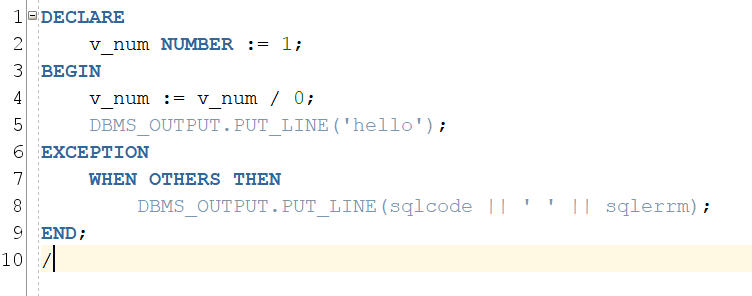 1 DECLARE
2     v_num NUMBER := 1;
3 BEGIN
4     v_num := v_num / 0;
5     DBMS_OUTPUT.PUT_LINE('hello');
6 EXCEPTION
7     WHEN OTHERS THEN
8         DBMS_OUTPUT.PUT_LINE(sqlcode || ' ' || sqlerrm);
9 END;
10 /